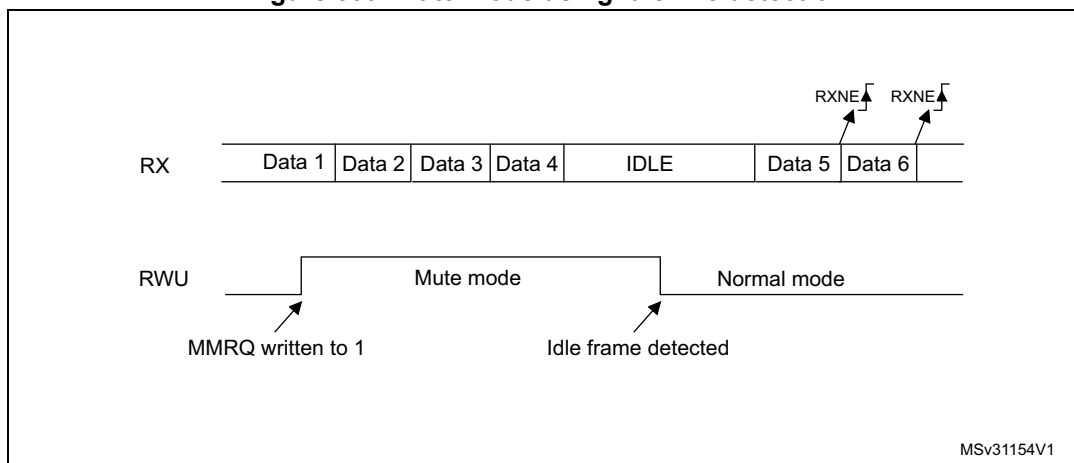 RXNE RXNE
RX Data 1 Data 2 Data 3 Data 4 IDLE Data 5 Data 6
RWU Mute mode Normal mode
MMRQ written to 1 Idle frame detected
MSv31154V1